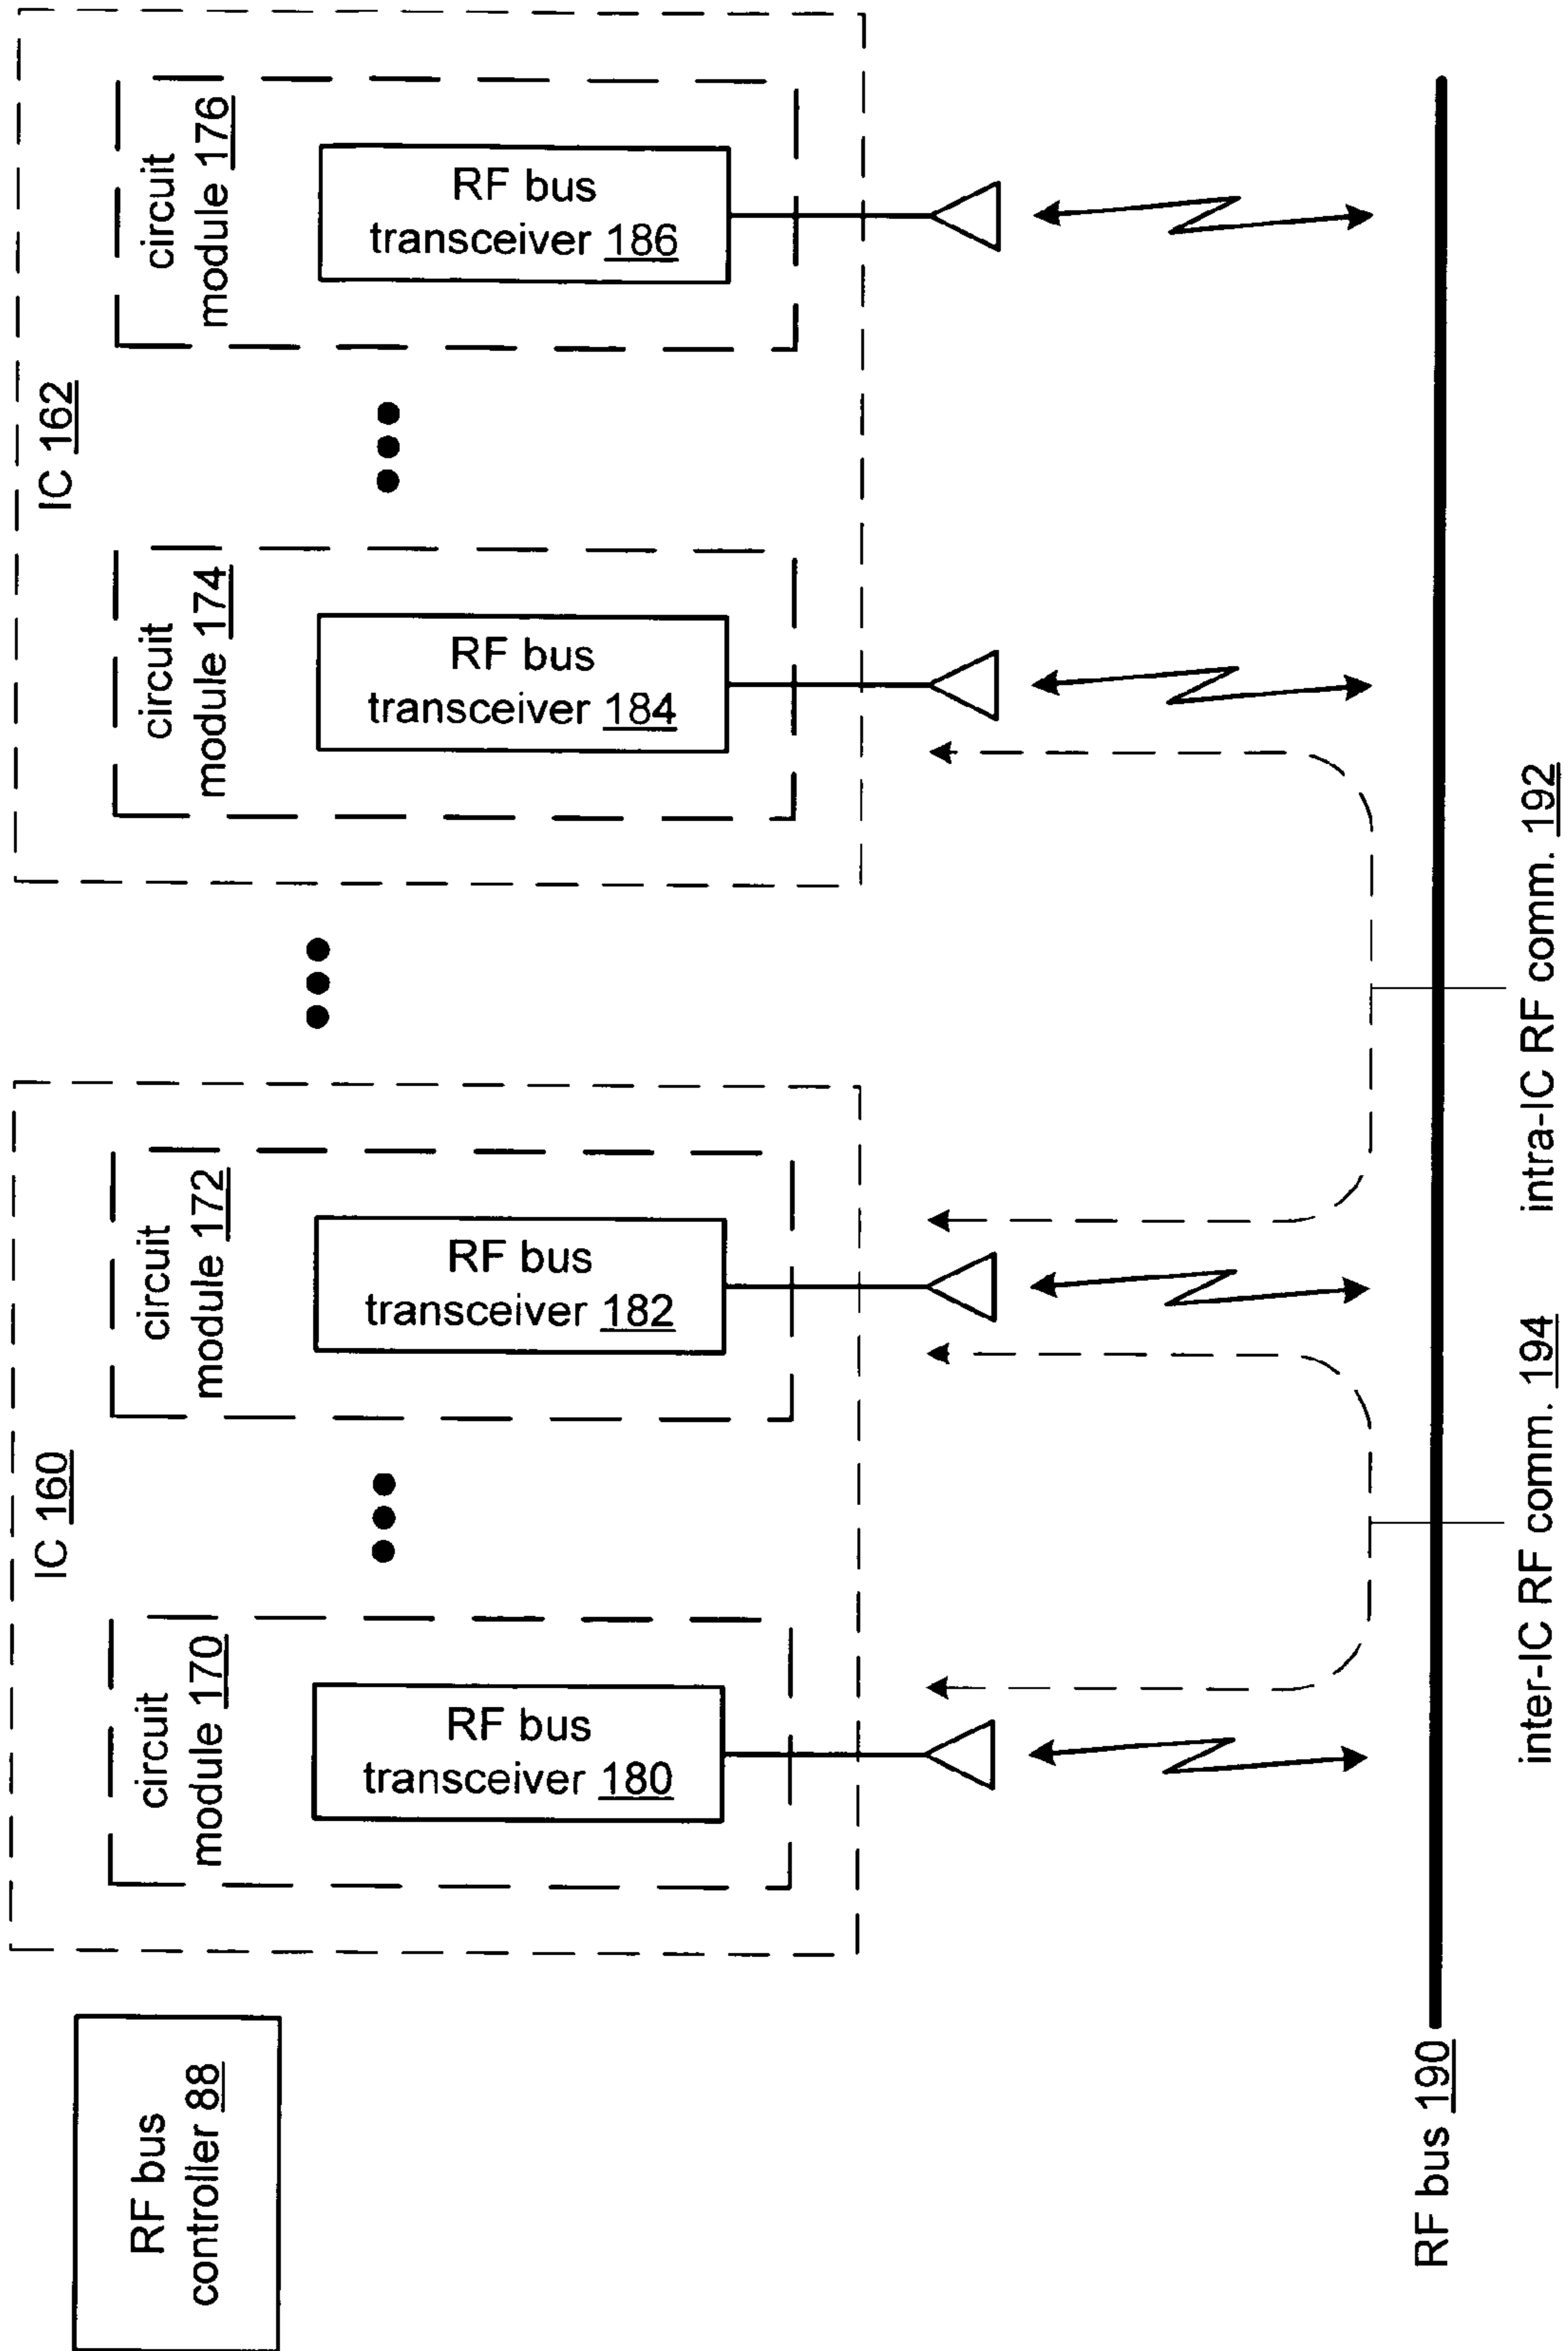 RF bus
controller 88
IC 160
circuit
module 170
RF bus
transceiver 180
circuit
module 172
RF bus
transceiver 182
IC 162
circuit
module 174
RF bus
transceiver 184
circuit
module 176
RF bus
transceiver 186
RF bus 190
inter-IC RF comm. 194
intra-IC RF comm. 192